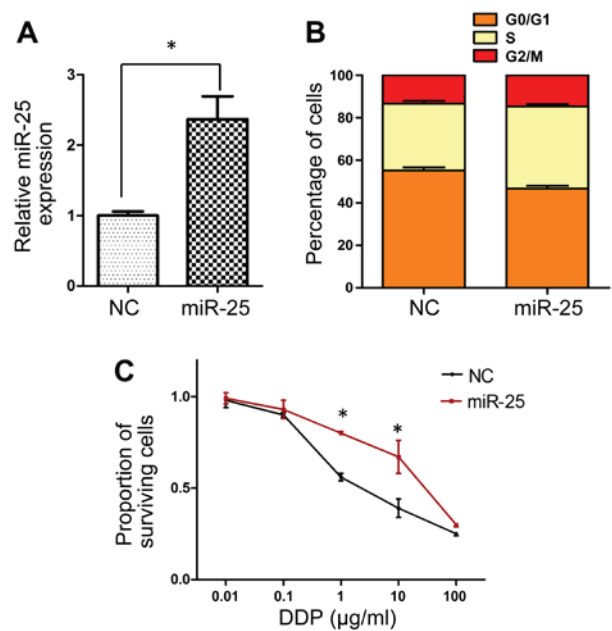 A
*
Relative miR-25
expression
3
2
1
0
NC
miR-25
B
G0/G1
S
G2/M
Percentage of cells
100
80
60
40
20
0
NC
miR-25
C
NC
miR-25
*
*
Proportion of
surviving cells
1.0
0.5
0.0
0.01 0.1 1 10 100
DDP (µg/ml)